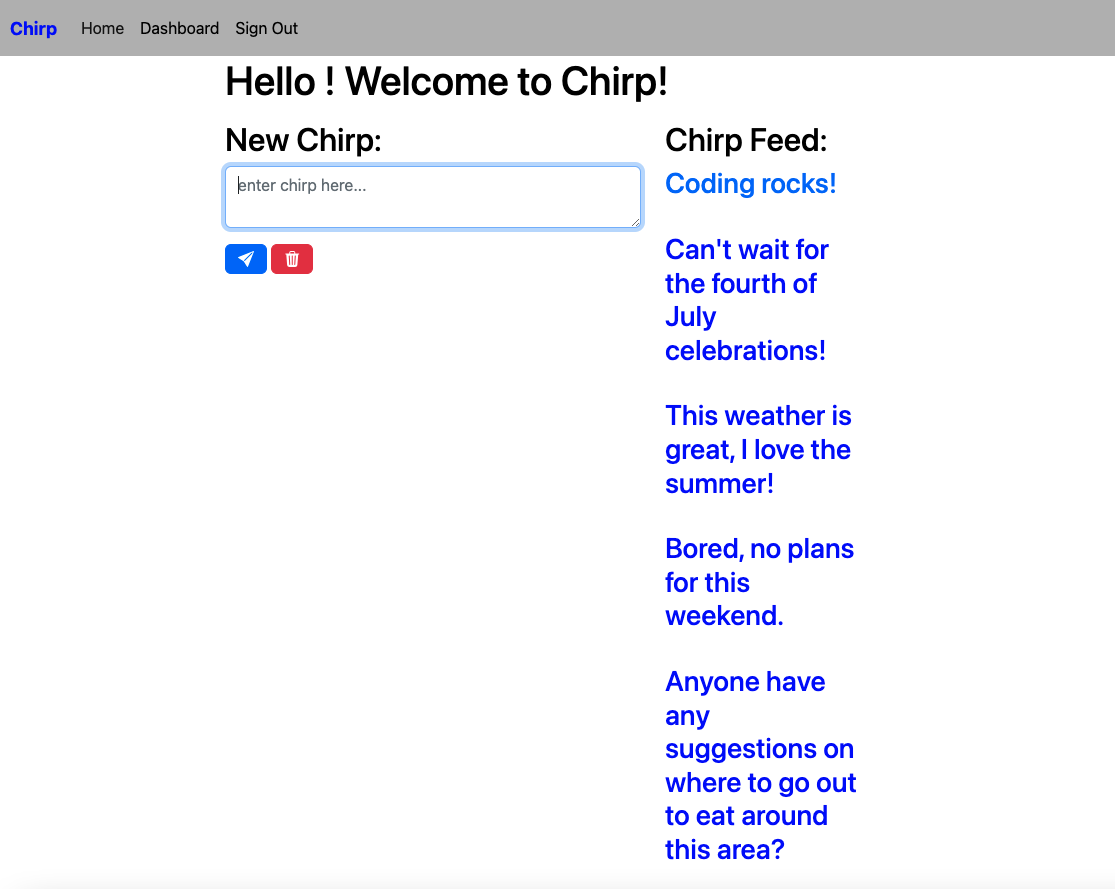 Chirp Home Dashboard Sign Out
Hello ! Welcome to Chirp!
New Chirp:
enter chirp here...
Chirp Feed:
Coding rocks!
Can't wait for
the fourth of
July
celebrations!
This weather is
great, I love the
summer!
Bored, no plans
for this
weekend.
Anyone have
any
suggestions on
where to go out
to eat around
this area?